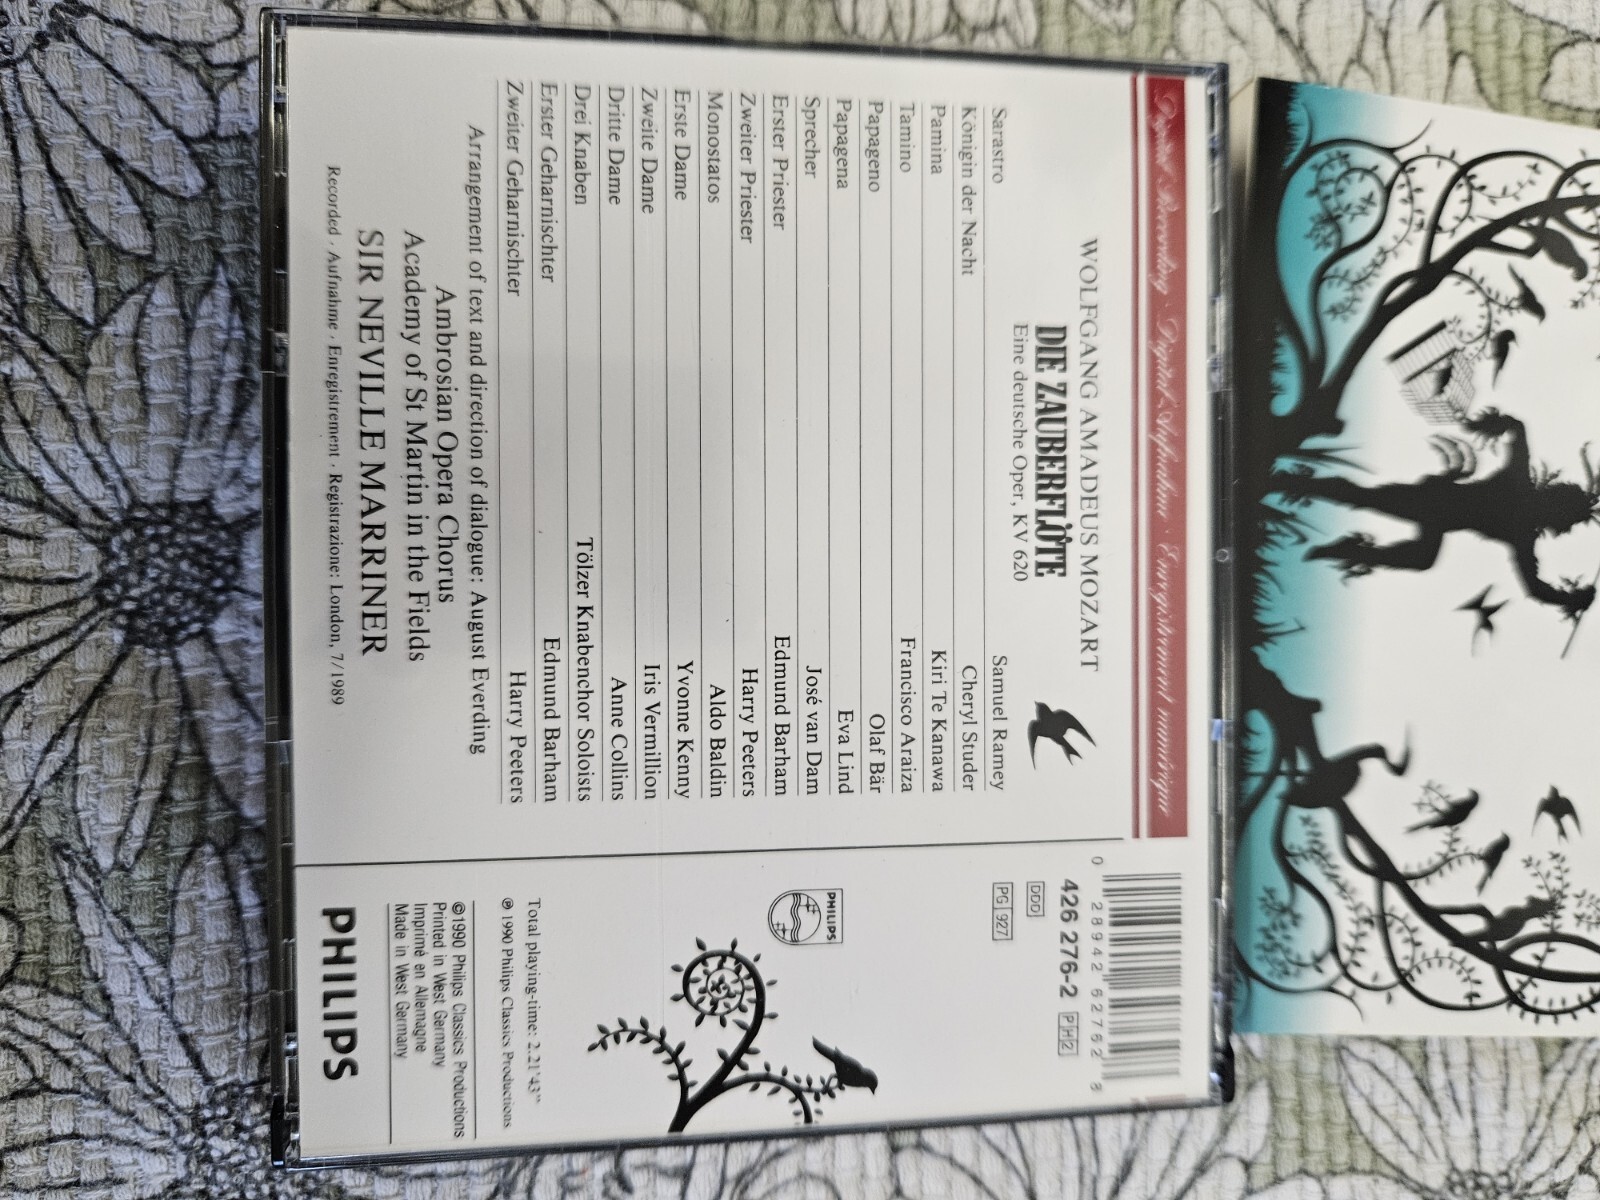 Digital Recording · Digital-Aufnahme · Enregistrement numérique
WOLFGANG AMADEUS MOZART
DIE ZAUBERFLÖTE
Eine deutsche Oper, KV 620
Sarastro Samuel Ramey
Königin der Nacht Cheryl Studer
Pamina Kiri Te Kanawa
Tamino Francisco Araiza
Papageno Olaf Bär
Papagena Eva Lind
Sprecher José van Dam
Erster Priester Edmund Barham
Zweiter Priester Harry Peeters
Monostatos Aldo Baldin
Erste Dame Yvonne Kenny
Zweite Dame Iris Vermillion
Dritte Dame Anne Collins
Drei Knaben Tölzer Knabenchor Soloists
Erster Geharnischter Edmund Barham
Zweiter Geharnischter Harry Peeters
Arrangement of text and direction of dialogue: August Everding
Ambrosian Opera Chorus
Academy of St Martin in the Fields
SIR NEVILLE MARRINER
Recorded · Aufnahme · Enregistrement · Registrazione: London, 7/1989
0 28942 62762 8
426 276-2 PH2
DDD
PG 927
PHILIPS
Total playing-time: 2.21'43"
℗ 1990 Philips Classics Productions
©1990 Philips Classics Productions
Printed in West Germany
Imprimé en Allemagne
Made in West Germany
PHILIPS